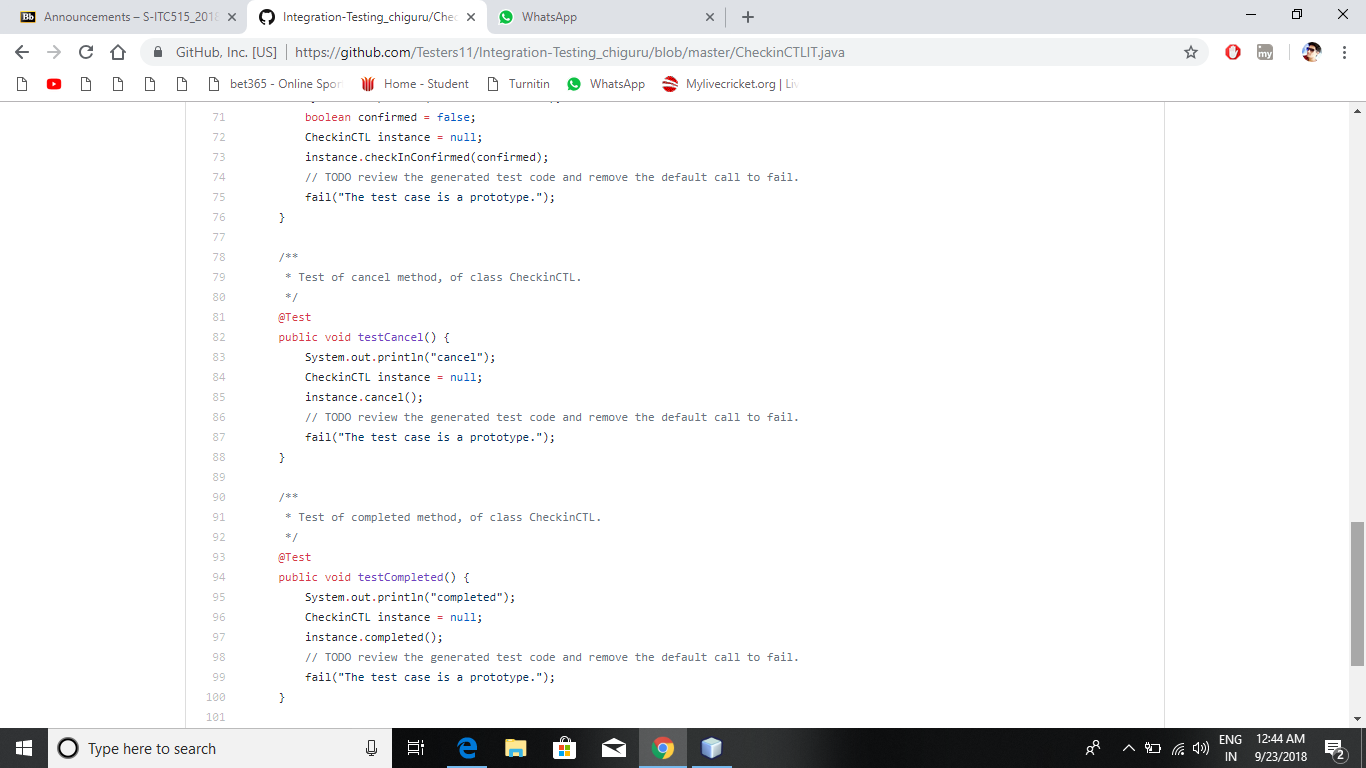 Announcements – S-ITC515_2018
Integration-Testing_chiguru/Chec
WhatsApp
GitHub, Inc. [US] | https://github.com/Testers11/Integration-Testing_chiguru/blob/master/CheckinCTLIT.java
bet365 - Online Spor
Home - Student
Turnitin
WhatsApp
Mylivecricket.org | Liv
71 boolean confirmed = false;
72 CheckinCTL instance = null;
73 instance.checkInConfirmed(confirmed);
74 // TODO review the generated test code and remove the default call to fail.
75 fail("The test case is a prototype.");
76 }
77
78 /**
79 * Test of cancel method, of class CheckinCTL.
80 */
81 @Test
82 public void testCancel() {
83 System.out.println("cancel");
84 CheckinCTL instance = null;
85 instance.cancel();
86 // TODO review the generated test code and remove the default call to fail.
87 fail("The test case is a prototype.");
88 }
89
90 /**
91 * Test of completed method, of class CheckinCTL.
92 */
93 @Test
94 public void testCompleted() {
95 System.out.println("completed");
96 CheckinCTL instance = null;
97 instance.completed();
98 // TODO review the generated test code and remove the default call to fail.
99 fail("The test case is a prototype.");
100 }
101
Type here to search
ENG
IN
12:44 AM
9/23/2018
2